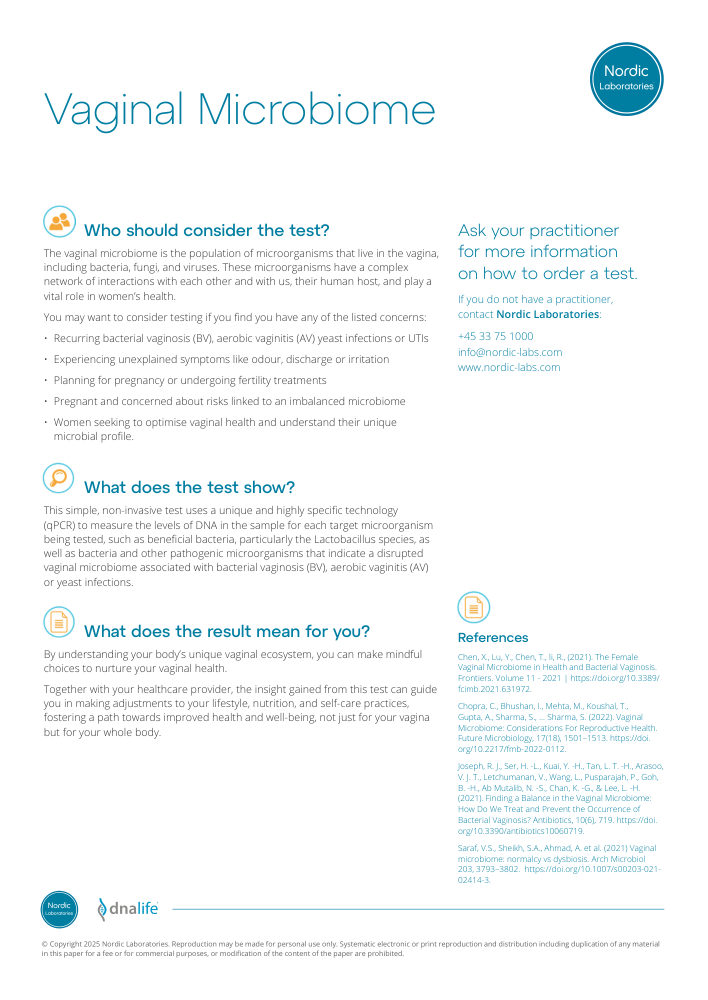 Nordic
Laboratories
Vaginal Microbiome
Who should consider the test?
The vaginal microbiome is the population of microorganisms that live in the vagina,
including bacteria, fungi, and viruses. These microorganisms have a complex
network of interactions with each other and with us, their human host, and play a
vital role in women's health.
You may want to consider testing if you find you have any of the listed concerns:
• Recurring bacterial vaginosis (BV), aerobic vaginitis (AV) yeast infections or UTIs
• Experiencing unexplained symptoms like odour, discharge or irritation
• Planning for pregnancy or undergoing fertility treatments
• Pregnant and concerned about risks linked to an imbalanced microbiome
• Women seeking to optimise vaginal health and understand their unique
microbial profile.
What does the test show?
This simple, non-invasive test uses a unique and highly specific technology
(qPCR) to measure the levels of DNA in the sample for each target microorganism
being tested, such as beneficial bacteria, particularly the Lactobacillus species, as
well as bacteria and other pathogenic microorganisms that indicate a disrupted
vaginal microbiome associated with bacterial vaginosis (BV), aerobic vaginitis (AV)
or yeast infections.
What does the result mean for you?
By understanding your body's unique vaginal ecosystem, you can make mindful
choices to nurture your vaginal health.
Together with your healthcare provider, the insight gained from this test can guide
you in making adjustments to your lifestyle, nutrition, and self-care practices,
fostering a path towards improved health and well-being, not just for your vagina
but for your whole body.
Ask your practitioner
for more information
on how to order a test.
If you do not have a practitioner,
contact Nordic Laboratories:
+45 33 75 1000
info@nordic-labs.com
www.nordic-labs.com
References
Chen, X., Lu, Y., Chen, T., li, R., (2021). The Female
Vaginal Microbiome in Health and Bacterial Vaginosis.
Frontiers. Volume 11 - 2021 | https://doi.org/10.3389/
fcimb.2021.631972.
Chopra, C., Bhushan, I., Mehta, M., Koushal, T.,
Gupta, A., Sharma, S., ... Sharma, S. (2022). Vaginal
Microbiome: Considerations For Reproductive Health.
Future Microbiology, 17(18), 1501–1513. https://doi.
org/10.2217/fmb-2022-0112.
Joseph, R. J., Ser, H. -L., Kuai, Y. -H., Tan, L. T. -H., Arasoo,
V. J. T., Letchumanan, V., Wang, L., Pusparajah, P., Goh,
B. -H., Ab Mutalib, N. -S., Chan, K. -G., & Lee, L. -H.
(2021). Finding a Balance in the Vaginal Microbiome:
How Do We Treat and Prevent the Occurrence of
Bacterial Vaginosis? Antibiotics, 10(6), 719. https://doi.
org/10.3390/antibiotics10060719.
Saraf, V.S., Sheikh, S.A., Ahmad, A. et al. (2021) Vaginal
microbiome: normalcy vs dysbiosis. Arch Microbiol
203, 3793–3802. https://doi.org/10.1007/s00203-021-
02414-3.
Nordic
Laboratories
dnalife
© Copyright 2025 Nordic Laboratories. Reproduction may be made for personal use only. Systematic electronic or print reproduction and distribution including duplication of any material
in this paper for a fee or for commercial purposes, or modification of the content of the paper are prohibited.